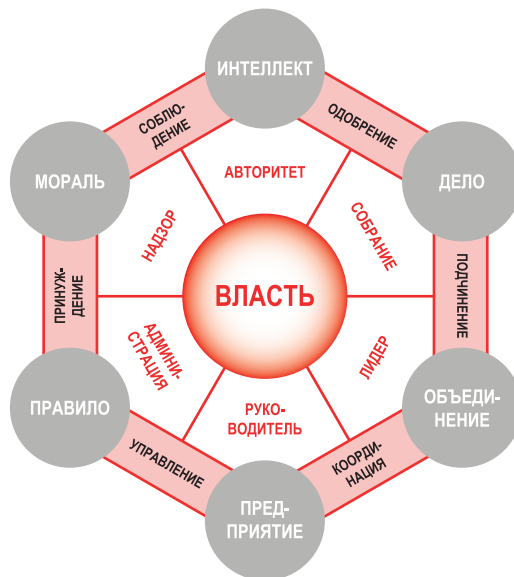 ИНТЕЛЛЕКТ
СОБЛЮ-
ДЕНИЕ
ОДОБРЕНИЕ
МОРАЛЬ
АВТОРИТЕТ
ДЕЛО
НАДЗОР
СОБРАНИЕ
ПРИНУЖ-
ДЕНИЕ
ВЛАСТЬ
ПОДЧИНЕНИЕ
АДМИНИ-
СТРАЦИЯ
ЛИДЕР
ПРАВИЛО
РУКО-
ВОДИТЕЛЬ
ОБЪЕДИ-
НЕНИЕ
УПРАВЛЕНИЕ
КООРДИ-
НАЦИЯ
ПРЕД-
ПРИЯТИЕ